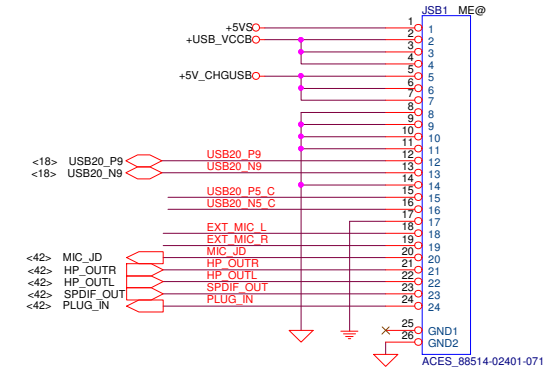 JSB1 ME@
+5VS 1 1
+USB_VCCB 2 2
3 3
4 4
+5V_CHGUSB 5 5
6 6
7 7
8 8
9 9
10 10
11 11
<18> USB20_P9 USB20_P9 12 12
<18> USB20_N9 USB20_N9 13 13
14 14
USB20_P5_C 15 15
USB20_N5_C 16 16
17 17
EXT_MIC_L 18 18
EXT_MIC_R 19 19
<42> MIC_JD MIC_JD 20 20
<42> HP_OUTR HP_OUTR 21 21
<42> HP_OUTL HP_OUTL 22 22
<42> SPDIF_OUT SPDIF_OUT 23 23
<42> PLUG_IN PLUG_IN 24 24
25 GND1
26 GND2
ACES_88514-02401-071